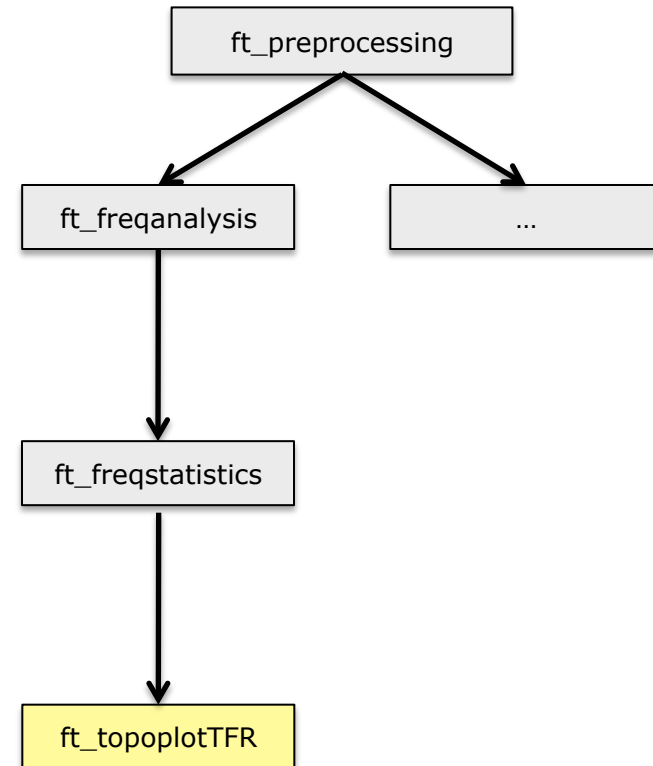 ft_preprocessing
ft_freqanalysis
...
ft_freqstatistics
ft_topoplotTFR